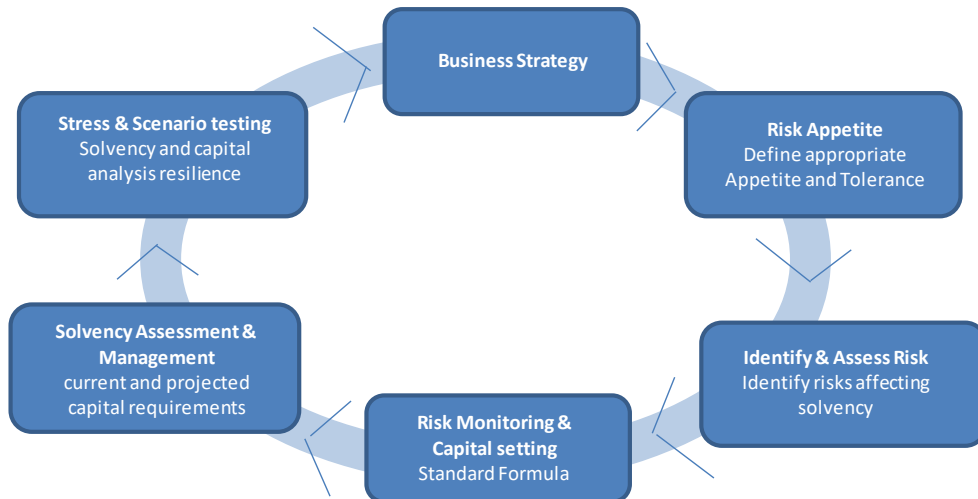 Business Strategy
Risk Appetite
Define appropriate
Appetite and Tolerance
Identify & Assess Risk
Identify risks affecting
solvency
Risk Monitoring &
Capital setting
Standard Formula
Solvency Assessment &
Management
current and projected
capital requirements
Stress & Scenario testing
Solvency and capital
analysis resilience